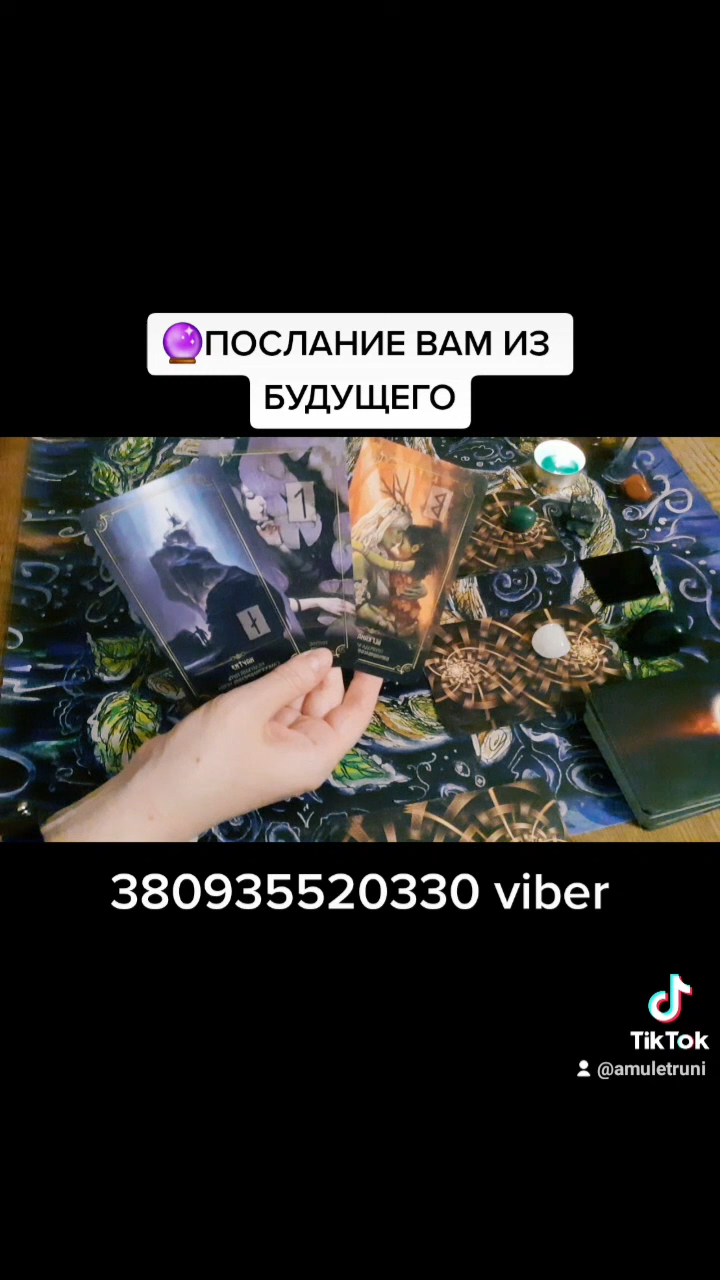 🔮ПОСЛАНИЕ ВАМ ИЗ
БУДУЩЕГО
380935520330 viber
TikTok
@amuletruni